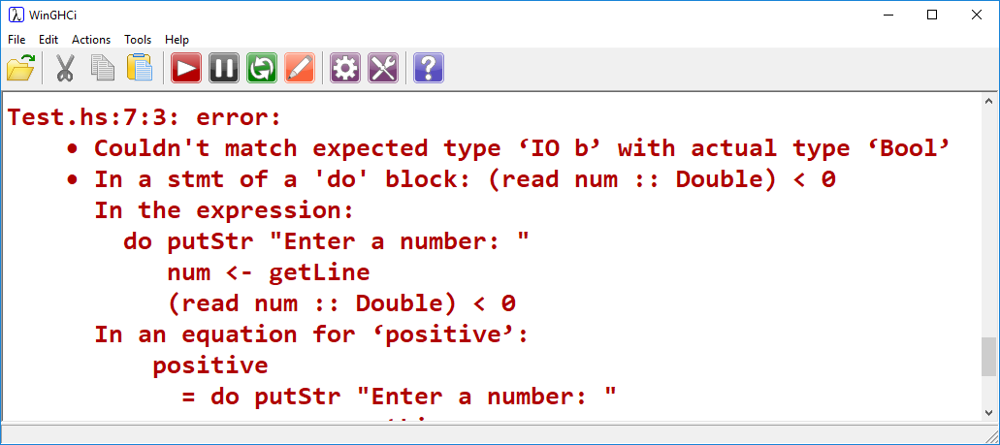 WinGHCi
File Edit Actions Tools Help
Test.hs:7:3: error:
• Couldn't match expected type ‘IO b’ with actual type ‘Bool’
• In a stmt of a 'do' block: (read num :: Double) < 0
In the expression:
do putStr "Enter a number: "
num <- getLine
(read num :: Double) < 0
In an equation for ‘positive’:
positive
= do putStr "Enter a number: "